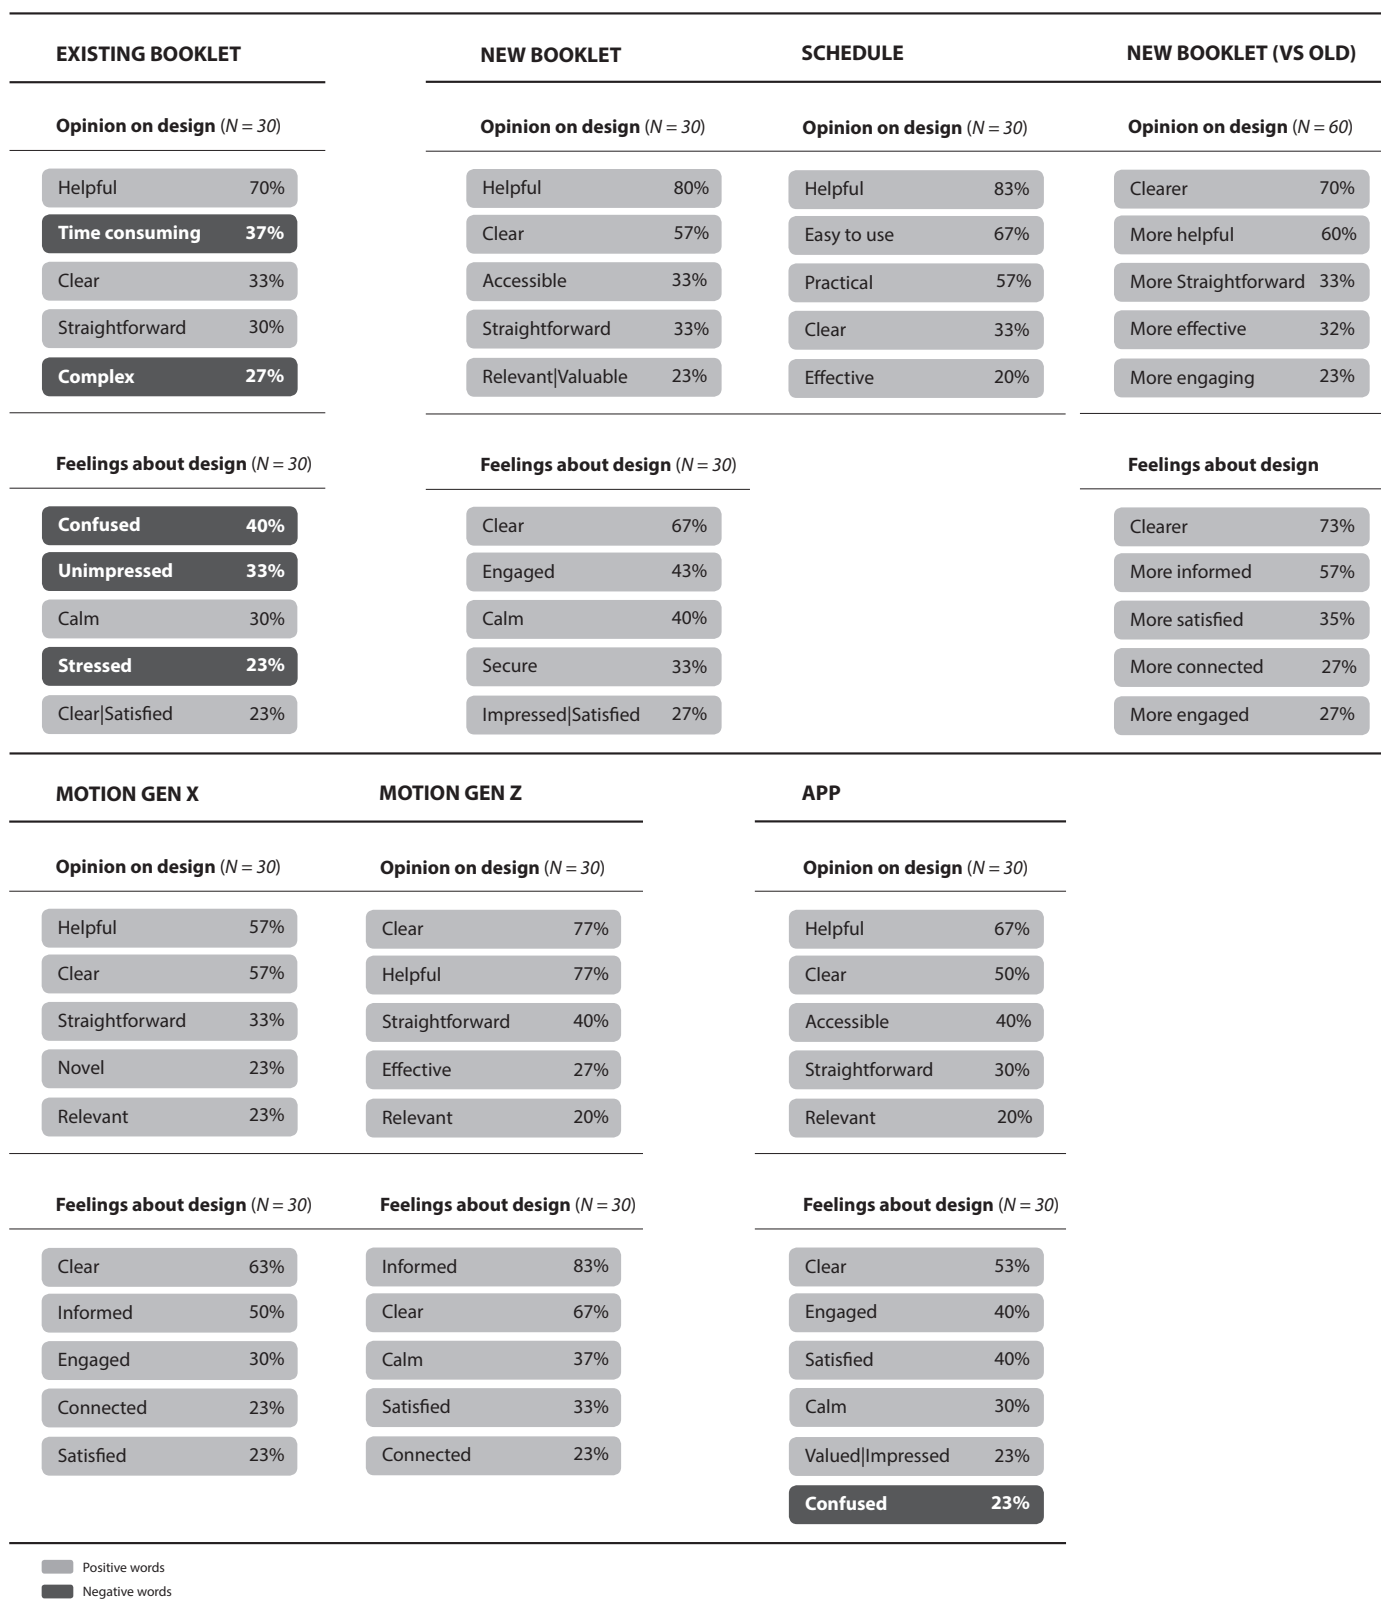 EXISTING BOOKLET
Opinion on design (N = 30)
Helpful 70%
Time consuming 37%
Clear 33%
Straightforward 30%
Complex 27%
Feelings about design (N = 30)
Confused 40%
Unimpressed 33%
Calm 30%
Stressed 23%
Clear|Satisfied 23%
NEW BOOKLET
Opinion on design (N = 30)
Helpful 80%
Clear 57%
Accessible 33%
Straightforward 33%
Relevant|Valuable 23%
Feelings about design (N = 30)
Clear 67%
Engaged 43%
Calm 40%
Secure 33%
Impressed|Satisfied 27%
SCHEDULE
Opinion on design (N = 30)
Helpful 83%
Easy to use 67%
Practical 57%
Clear 33%
Effective 20%
NEW BOOKLET (VS OLD)
Opinion on design (N = 60)
Clearer 70%
More helpful 60%
More Straightforward 33%
More effective 32%
More engaging 23%
Feelings about design
Clearer 73%
More informed 57%
More satisfied 35%
More connected 27%
More engaged 27%
MOTION GEN X
Opinion on design (N = 30)
Helpful 57%
Clear 57%
Straightforward 33%
Novel 23%
Relevant 23%
Feelings about design (N = 30)
Clear 63%
Informed 50%
Engaged 30%
Connected 23%
Satisfied 23%
MOTION GEN Z
Opinion on design (N = 30)
Clear 77%
Helpful 77%
Straightforward 40%
Effective 27%
Relevant 20%
Feelings about design (N = 30)
Informed 83%
Clear 67%
Calm 37%
Satisfied 33%
Connected 23%
APP
Opinion on design (N = 30)
Helpful 67%
Clear 50%
Accessible 40%
Straightforward 30%
Relevant 20%
Feelings about design (N = 30)
Clear 53%
Engaged 40%
Satisfied 40%
Calm 30%
Valued|Impressed 23%
Confused 23%
Positive words
Negative words